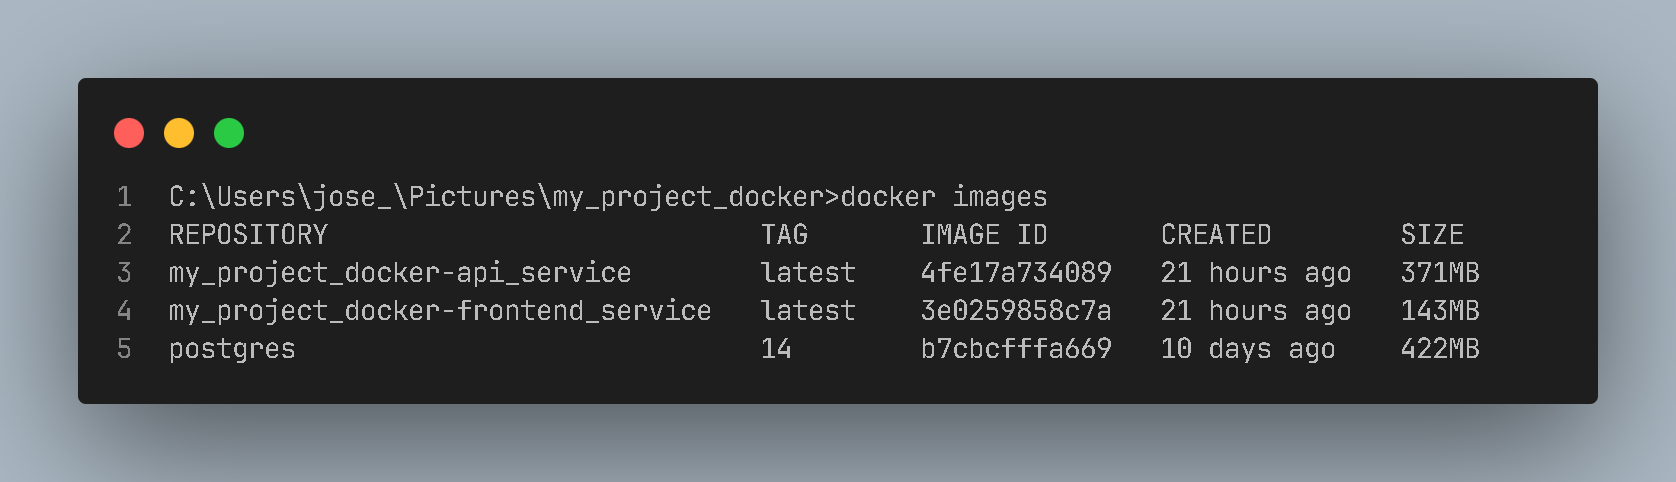 1 C:\Users\jose_\Pictures\my_project_docker>docker images
2 REPOSITORY TAG IMAGE ID CREATED SIZE
3 my_project_docker-api_service latest 4fe17a734089 21 hours ago 371MB
4 my_project_docker-frontend_service latest 3e0259858c7a 21 hours ago 143MB
5 postgres 14 b7cbcfffa669 10 days ago 422MB